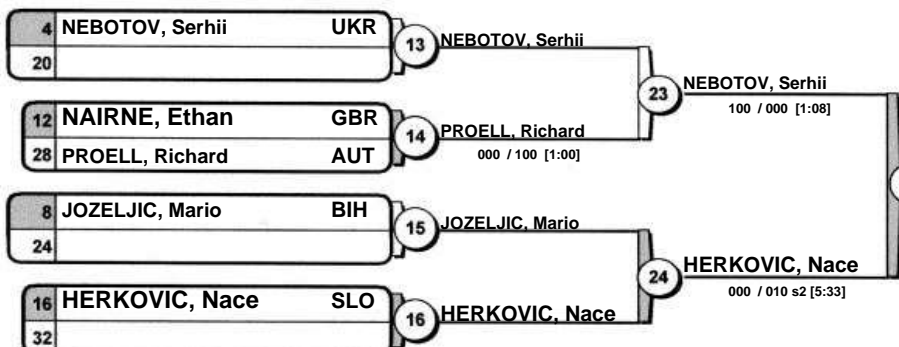 4 NEBOTOV, Serhii UKR
20
13 NEBOTOV, Serhii
12 NAIRNE, Ethan GBR
28 PROELL, Richard AUT
14 PROELL, Richard
000 / 100 [1:00]
23 NEBOTOV, Serhii
100 / 000 [1:08]
8 JOZELJIC, Mario BIH
24
15 JOZELJIC, Mario
16 HERKOVIC, Nace SLO
32
16 HERKOVIC, Nace
24 HERKOVIC, Nace
000 / 010 s2 [5:33]